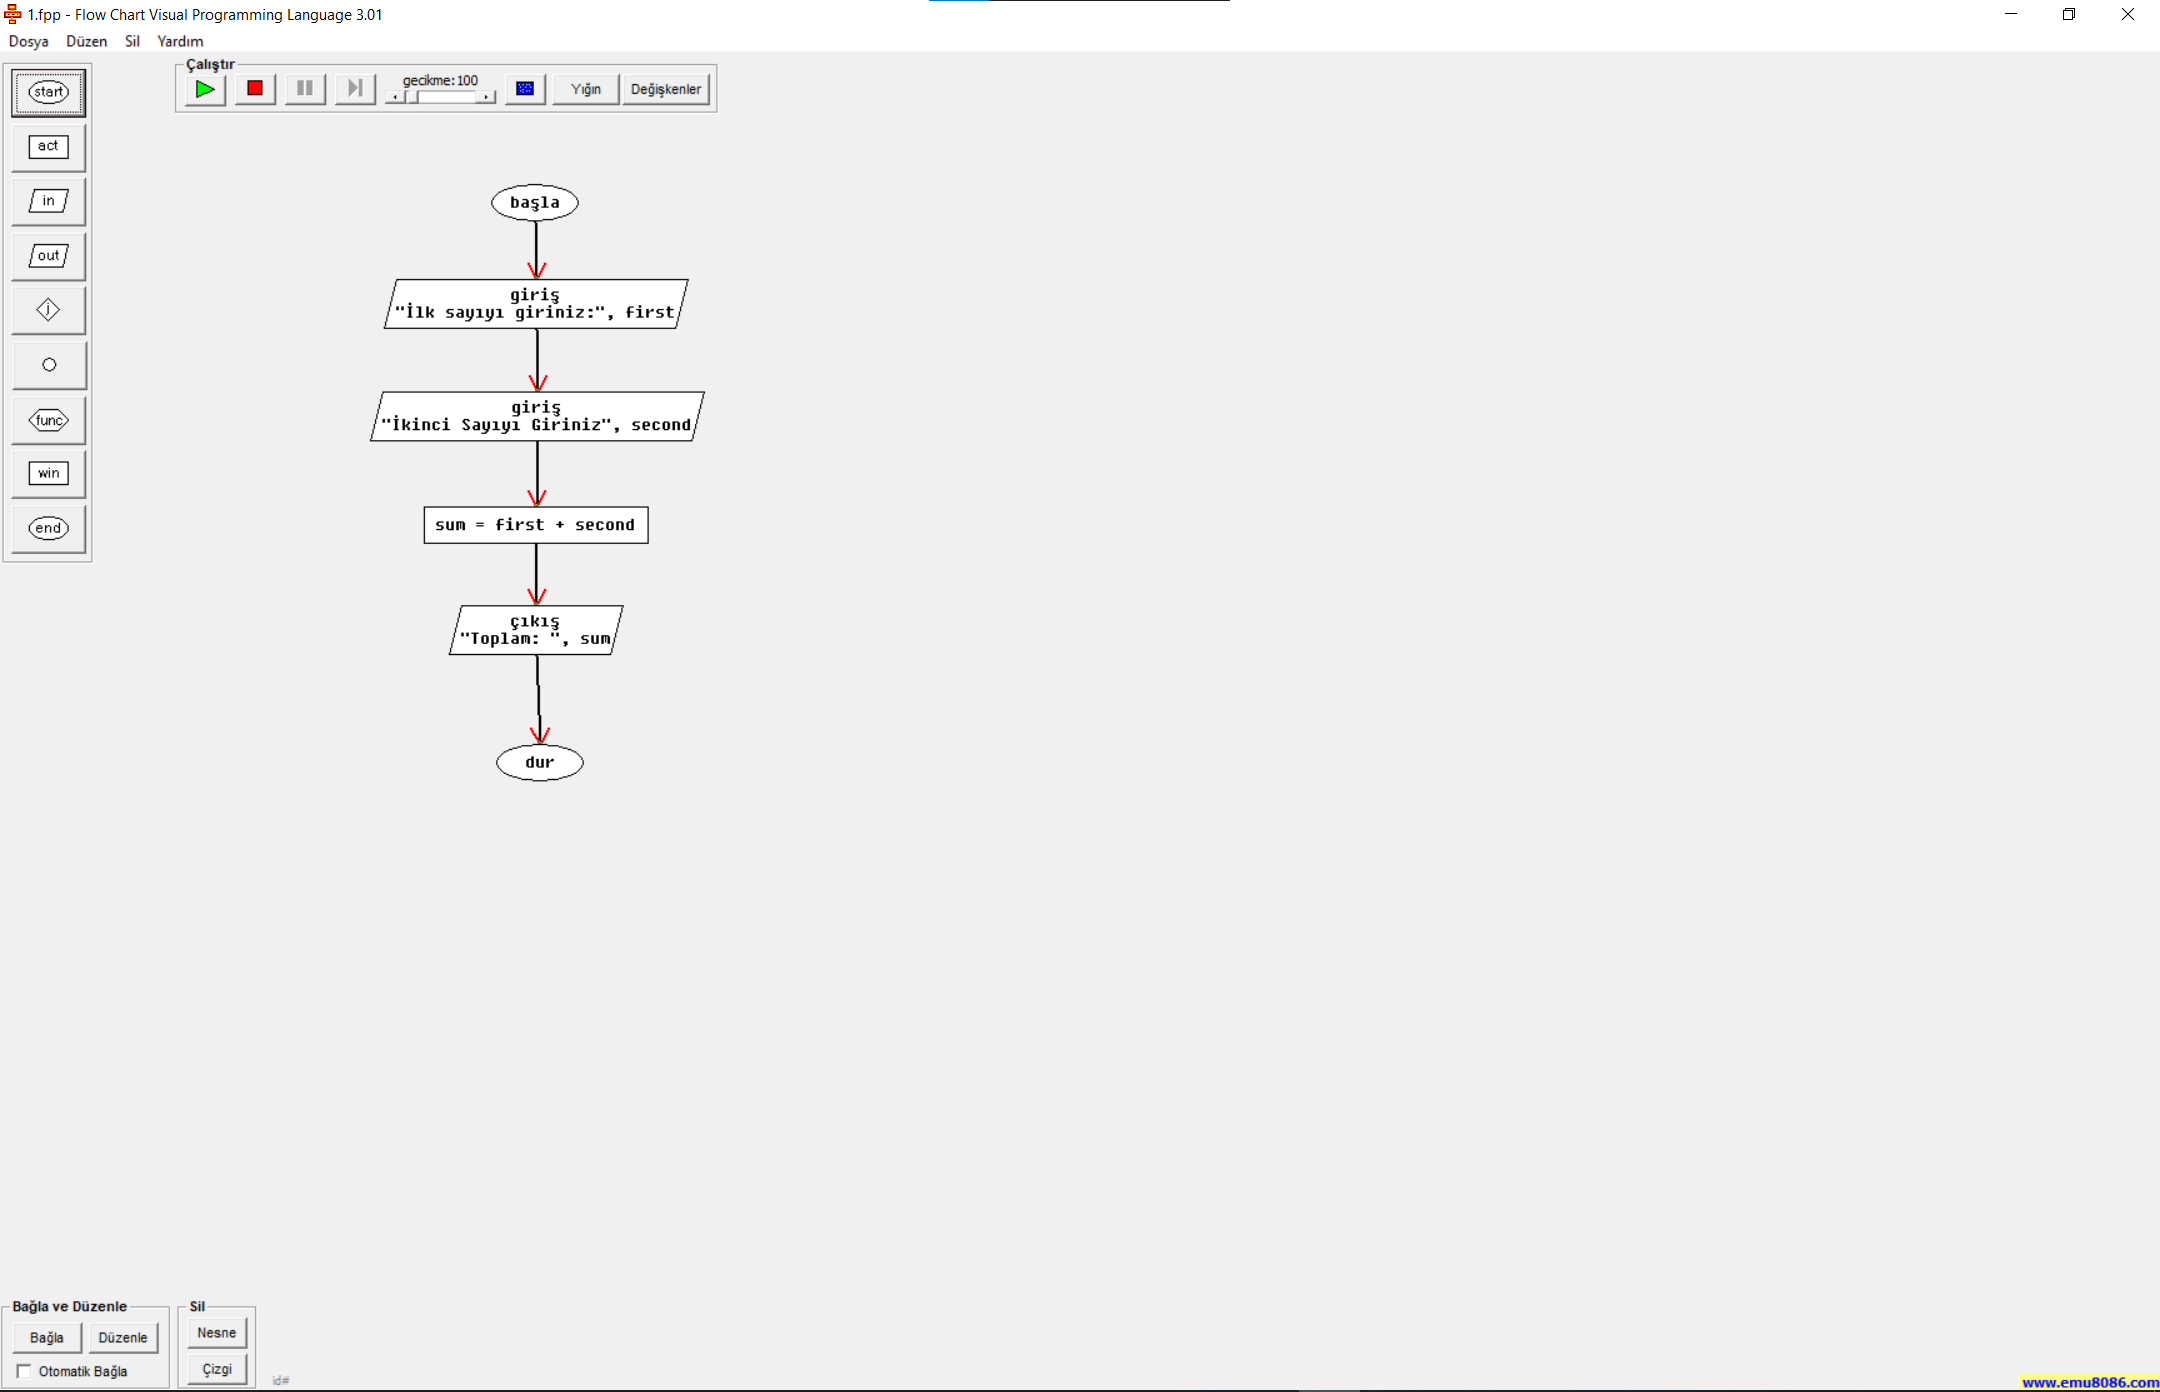 1.fpp - Flow Chart Visual Programming Language 3.01
Dosya Düzen Sil Yardım
Çalıştır
gecikme:100
Yığın
Değişkenler
start
act
in
out
j
func
win
end
başla
giriş
"İlk sayıyı giriniz:", first
giriş
"İkinci Sayıyı Giriniz", second
sum = first + second
çıkış
"Toplam: ", sum
dur
Bağla ve Düzenle
Bağla
Düzenle
Otomatik Bağla
Sil
Nesne
Çizgi
id#
www.emu8086.com